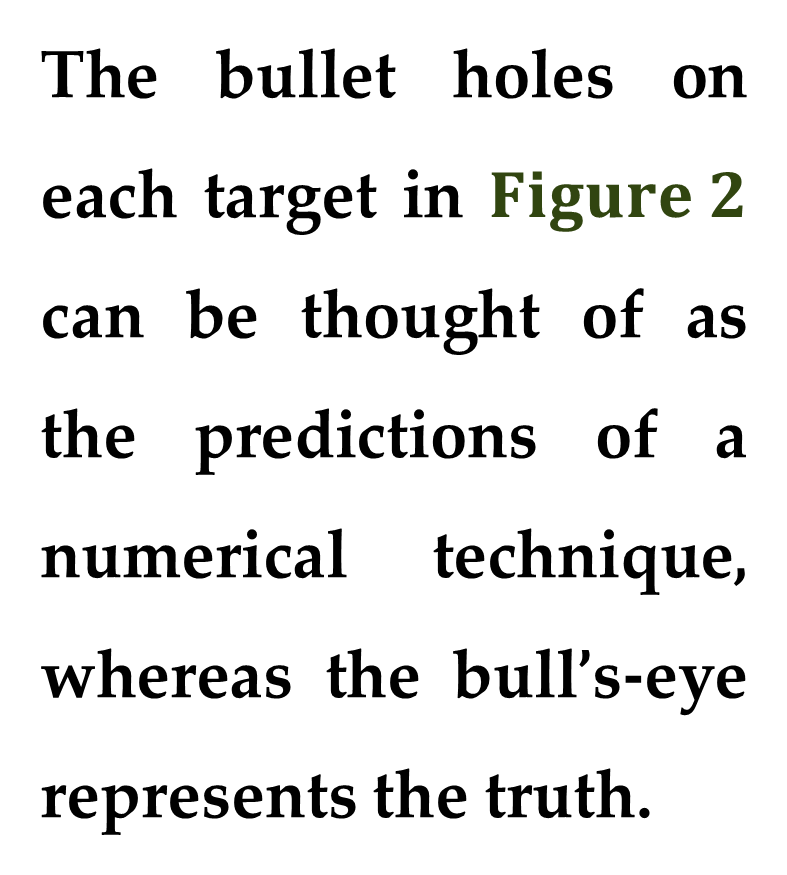 The bullet holes on
each target in Figure 2
can be thought of as
the predictions of a
numerical technique,
whereas the bull’s-eye
represents the truth.